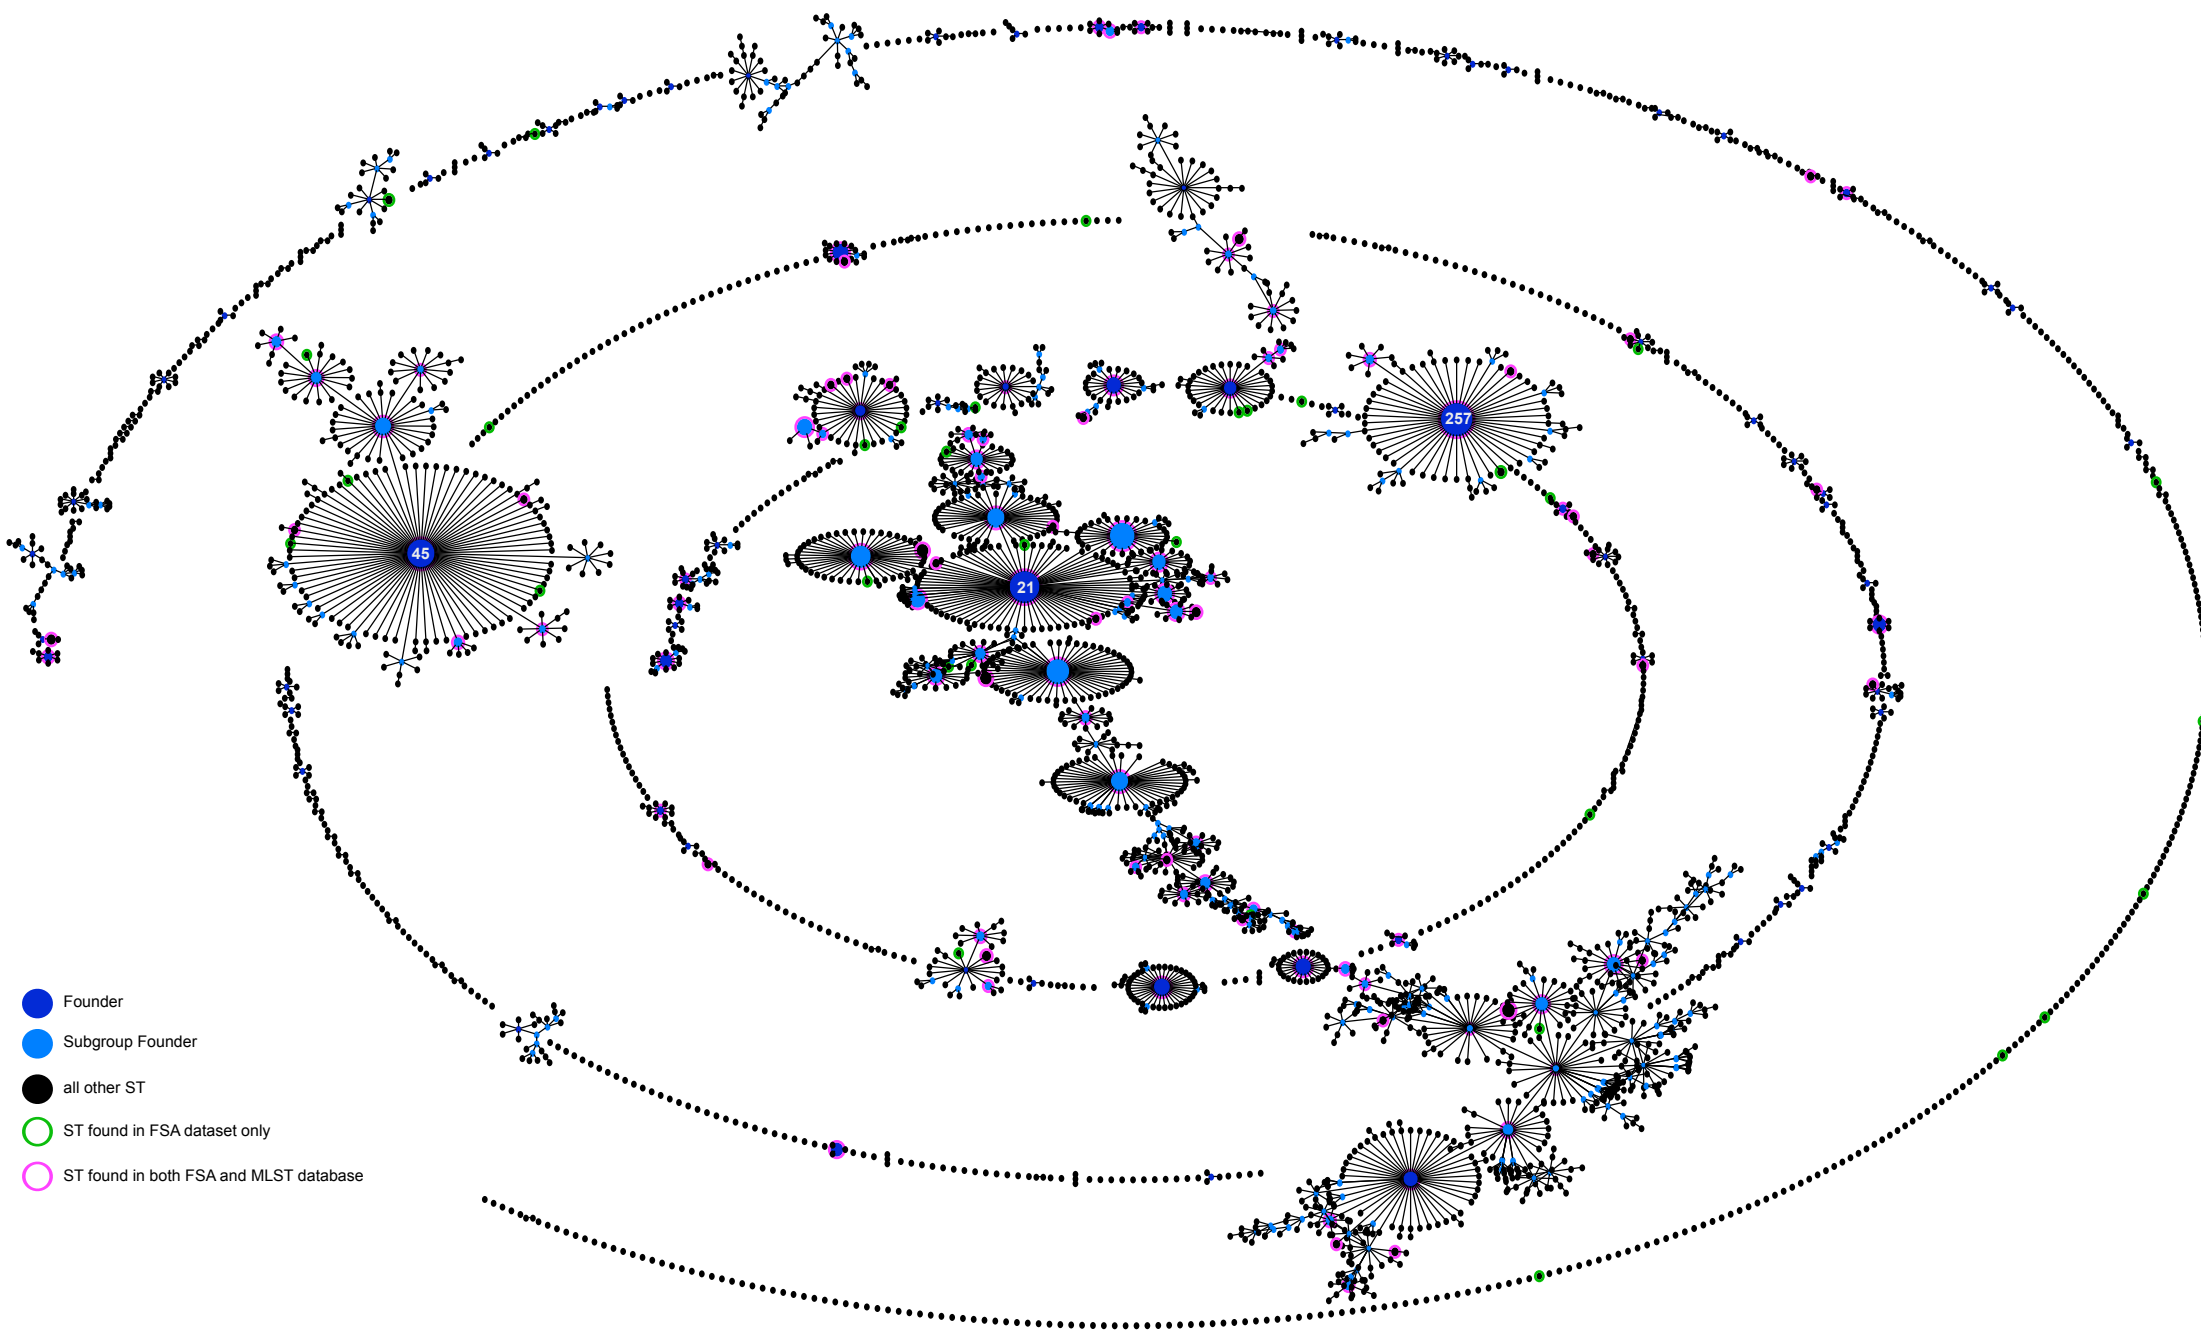 257
45
21
Founder
Subgroup Founder
all other ST
ST found in FSA dataset only
ST found in both FSA and MLST database